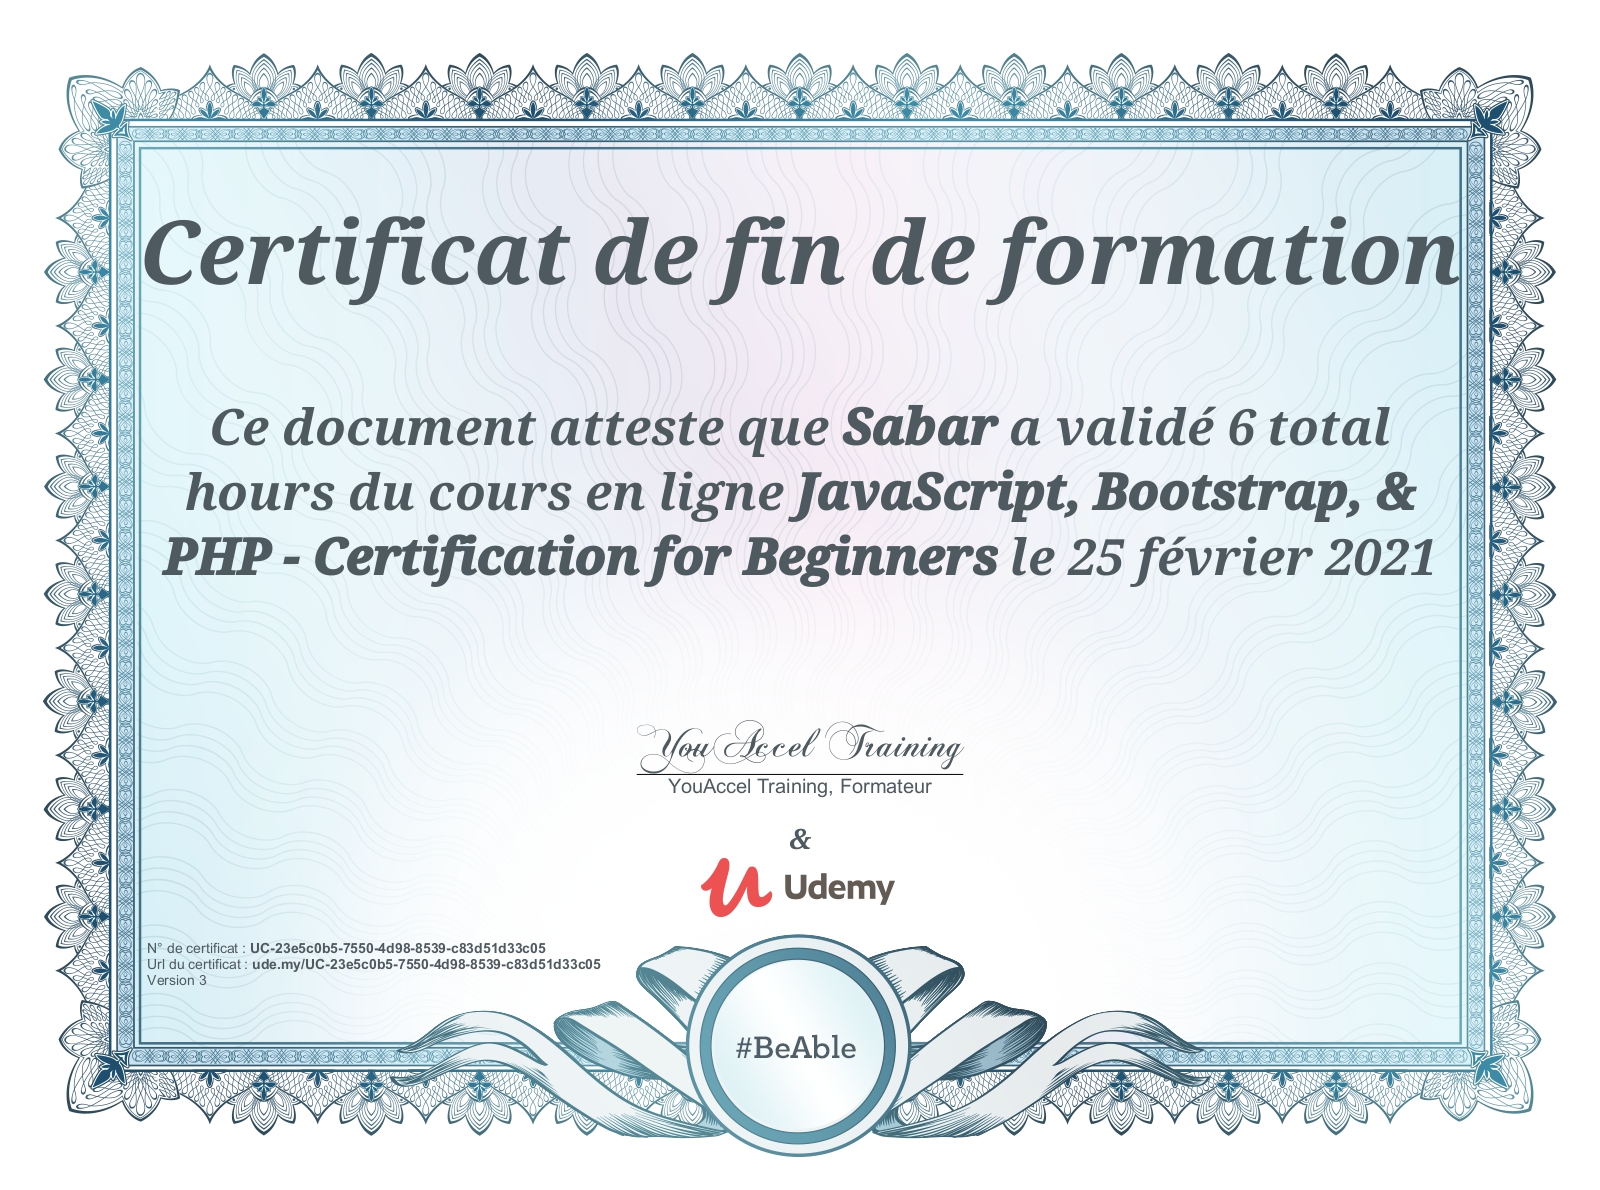 Certificat de fin de formation
Ce document atteste que Sabar a validé 6 total
hours du cours en ligne JavaScript, Bootstrap, &
PHP - Certification for Beginners le 25 février 2021
YouAccel Training
YouAccel Training, Formateur
&
Udemy
N° de certificat : UC-23e5c0b5-7550-4d98-8539-c83d51d33c05
Url du certificat : ude.my/UC-23e5c0b5-7550-4d98-8539-c83d51d33c05
Version 3
#BeAble